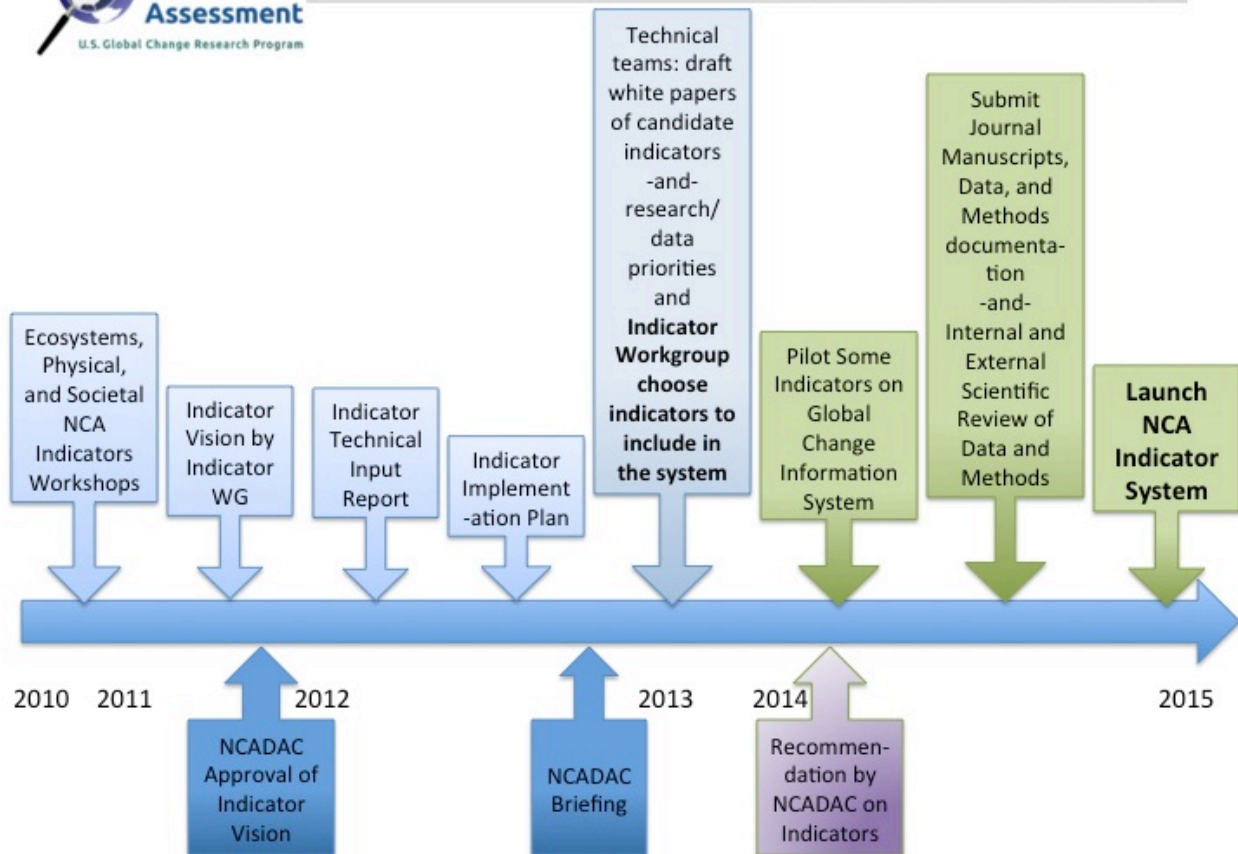 Assessment
U.S. Global Change Research Program
Ecosystems,
Physical,
and Societal
NCA
Indicators
Workshops
Indicator
Vision by
Indicator
WG
Indicator
Technical
Input
Report
Indicator
Implement
-ation Plan
Technical
teams: draft
white papers
of candidate
indicators
-and-
research/
data
priorities
and
Indicator
Workgroup
choose
indicators to
include in
the system
Pilot Some
Indicators on
Global
Change
Information
System
Submit
Journal
Manuscripts,
Data, and
Methods
documenta-
tion
-and-
Internal and
External
Scientific
Review of
Data and
Methods
Launch
NCA
Indicator
System
2010 2011 2012 2013 2014 2015
NCADAC
Approval of
Indicator
Vision
NCADAC
Briefing
Recommen-
dation by
NCADAC on
Indicators